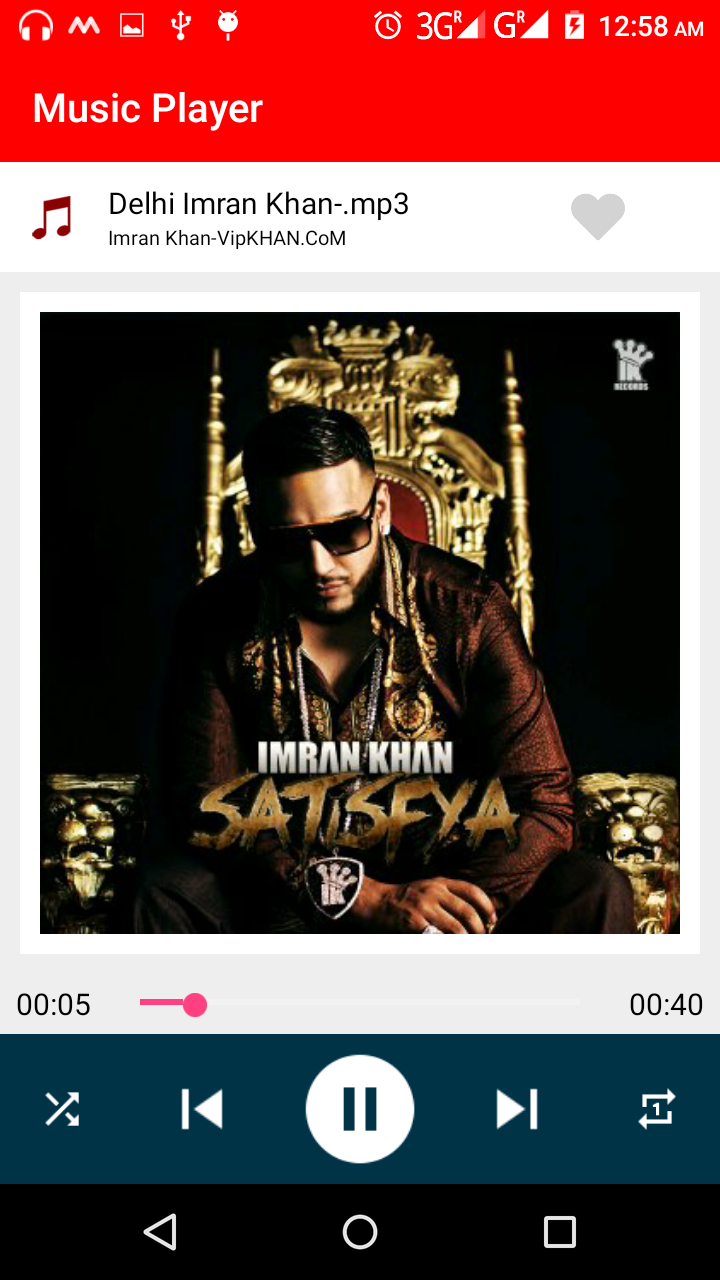 3G R G R 12:58 AM
Music Player
Delhi Imran Khan-.mp3
Imran Khan-VipKHAN.CoM
IK
RECORDS
IMRAN KHAN
SATISFYA
IK
00:05 00:40
1